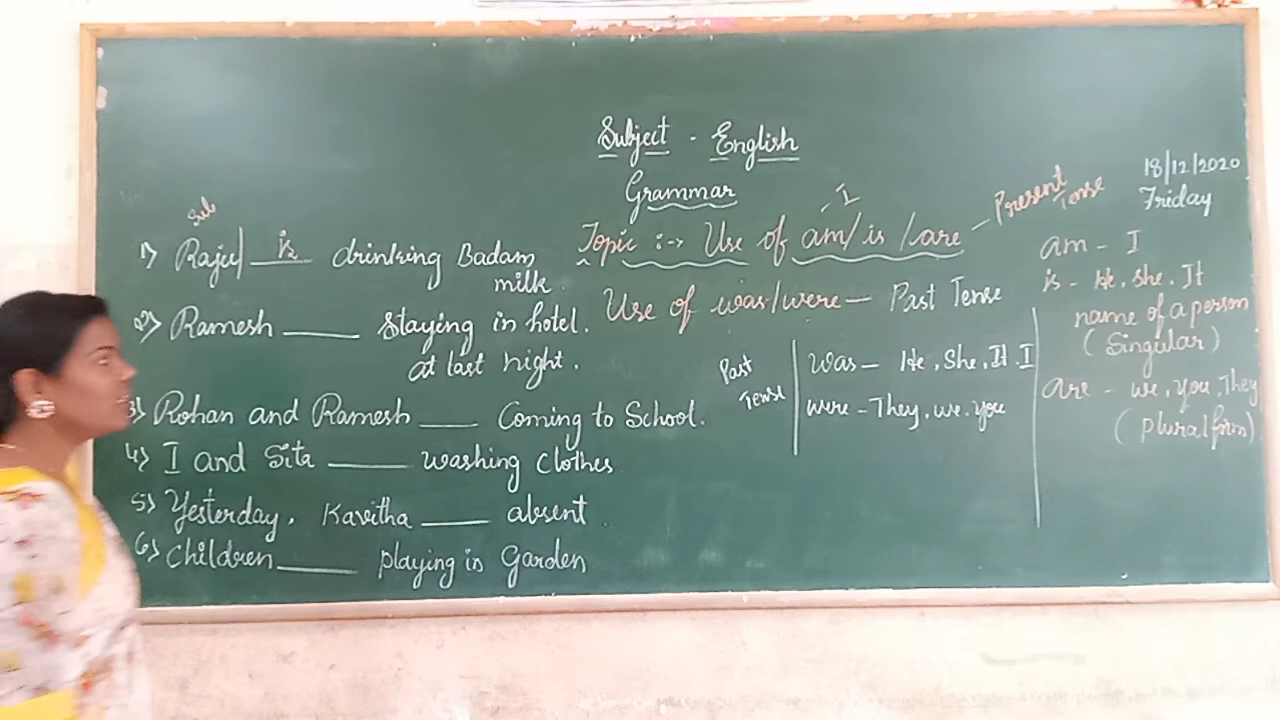 Subject - English
Grammar
18/12/2020
Friday
I
Topic :-> Use of am/is/are - Present Tense
Use of was/were - Past Tense
Sub
1) Raju| is drinking Badam
milk.
2) Ramesh ____ staying in hotel.
at last night.
3) Rohan and Ramesh ____ Coming to School.
4) I and Sita ____ washing clothes
5) Yesterday, Kavitha ____ absent.
6) Children ____ playing in Garden
Past Tense
was - He, She, It, I
were - They, we, you
am - I
is - He, she, It
name of a person
(Singular)
are - we, you, They
(plural form)